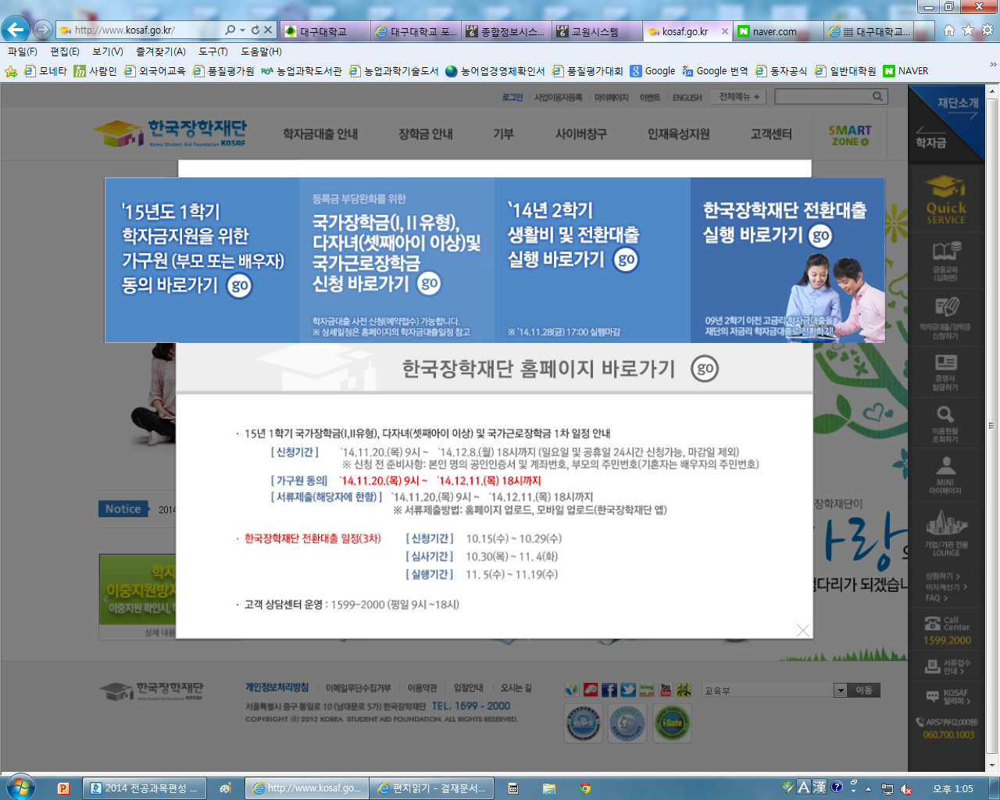 http://www.kosaf.go.kr/
대구대학교
대구대학교 포...
종합정보시스...
교원시스템
kosaf.go.kr
naver.com
대구대학교...
파일(F) 편집(E) 보기(V) 즐겨찾기(A) 도구(T) 도움말(H)
모네타 사람인 외국어교육 품질평가원 농업과학도서관 농업과학기술도서 농어업경영체확인서 품질평가대회 Google Google 번역 동자공식 일반대학원 NAVER
로그인 사업이용자등록 마이페이지 이벤트 ENGLISH 전체메뉴 +
재단소개
학자금
한국장학재단
Korea Student Aid Foundation KOSAF
학자금대출 안내 장학금 안내 기부 사이버창구 인재육성지원 고객센터
SMART
ZONE
'15년도 1학기
학자금지원을 위한
가구원 (부모 또는 배우자)
동의 바로가기 go
등록금 부담완화를 위한
국가장학금(I,II유형),
다자녀(셋째아이 이상)및
국가근로장학금
신청 바로가기 go
학자금대출 사전 신청(예약접수) 가능합니다.
※ 상세일정은 홈페이지의 학자금대출일정 참고
'14년 2학기
생활비 및 전환대출
실행 바로가기 go
※ '14.11.28(금) 17:00 실행마감
한국장학재단 전환대출
실행 바로가기 go
09년 2학기 이전 고금리 학자금대출을
재단의 저금리 학자금대출로 전환하기!
한국장학재단 홈페이지 바로가기 go
· 15년 1학기 국가장학금(I,II유형), 다자녀(셋째아이 이상) 및 국가근로장학금 1차 일정 안내
[ 신청기간 ] '14.11.20.(목) 9시 ~ '14.12.8.(월) 18시까지 (일요일 및 공휴일 24시간 신청가능, 마감일 제외)
※ 신청 전 준비사항: 본인 명의 공인인증서 및 계좌번호, 부모의 주민번호(기혼자는 배우자의 주민번호)
[ 가구원 동의] '14.11.20.(목) 9시 ~ '14.12.11.(목) 18시까지
[ 서류제출(해당자에 한함) ] '14.11.20.(목) 9시 ~ '14.12.11.(목) 18시까지
※ 서류제출방법: 홈페이지 업로드, 모바일 업로드(한국장학재단 앱)
· 한국장학재단 전환대출 일정(3차) [ 신청기간 ] 10.15(수) ~ 10.29(수)
[ 심사기간 ] 10.30(목) ~ 11. 4(화)
[ 실행기간 ] 11. 5(수) ~ 11.19(수)
· 고객 상담센터 운영 : 1599-2000 (평일 9시 ~18시)
Notice 2014
학자
이중지원방지
이중지원 확인시,
상세 내용
장학재단이
사랑의
다리가 되겠습니
Quick
SERVICE
금융교육
(심화편)
학자금대출/장학금
신청하기
증명서
발급하기
이용현황
조회하기
MINI
마이페이지
기업/기관 전용
LOUNGE
상환하기 >
이자계산기 >
FAQ >
Call
Center
1599.2000
서류접수
안내 >
KOSAF
알리미 >
ARS기부(2,000원)
060.700.1003
한국장학재단
개인정보처리방침 이메일무단수집거부 이용약관 입찰안내 오시는 길
서울특별시 중구 통일로 10 (남대문로 5가) 한국장학재단 TEL. 1599 - 2000
COPYRIGHT ⓒ 2012 KOREA STUDENT AID FOUNDATION. ALL RIGHTS RESERVED.
blog
You Tube
i-Safe
교육부 이동
2014 전공과목편성 ...
http://www.kosaf.go...
편지읽기 - 결재문서...
A 漢
오후 1:05